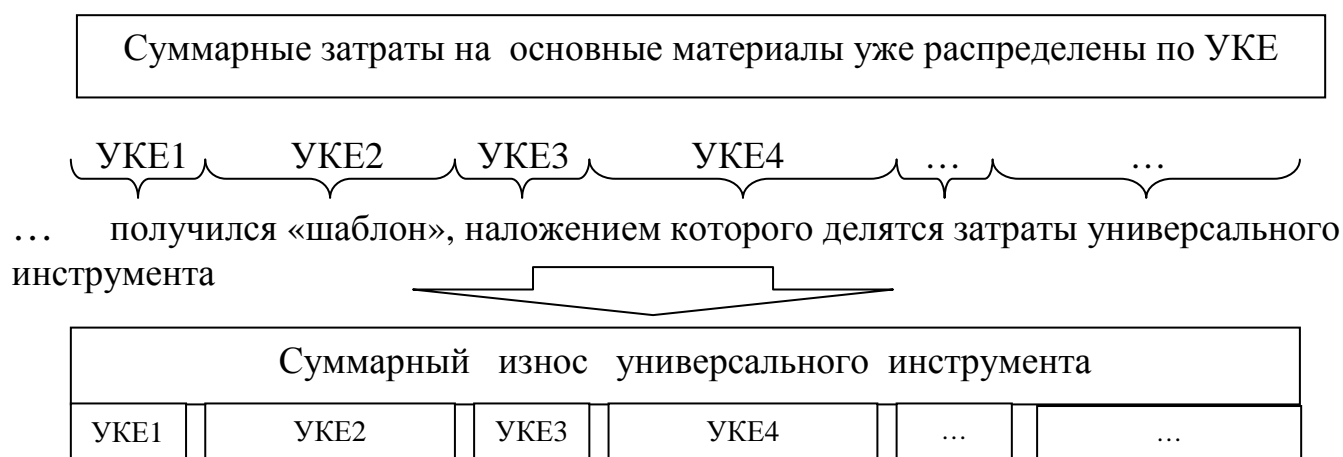 Суммарные затраты на основные материалы уже распределены по УКЕ
УКЕ1 УКЕ2 УКЕ3 УКЕ4 … …
… получился «шаблон», наложением которого делятся затраты универсального
инструмента
Суммарный износ универсального инструмента
УКЕ1 УКЕ2 УКЕ3 УКЕ4 … …